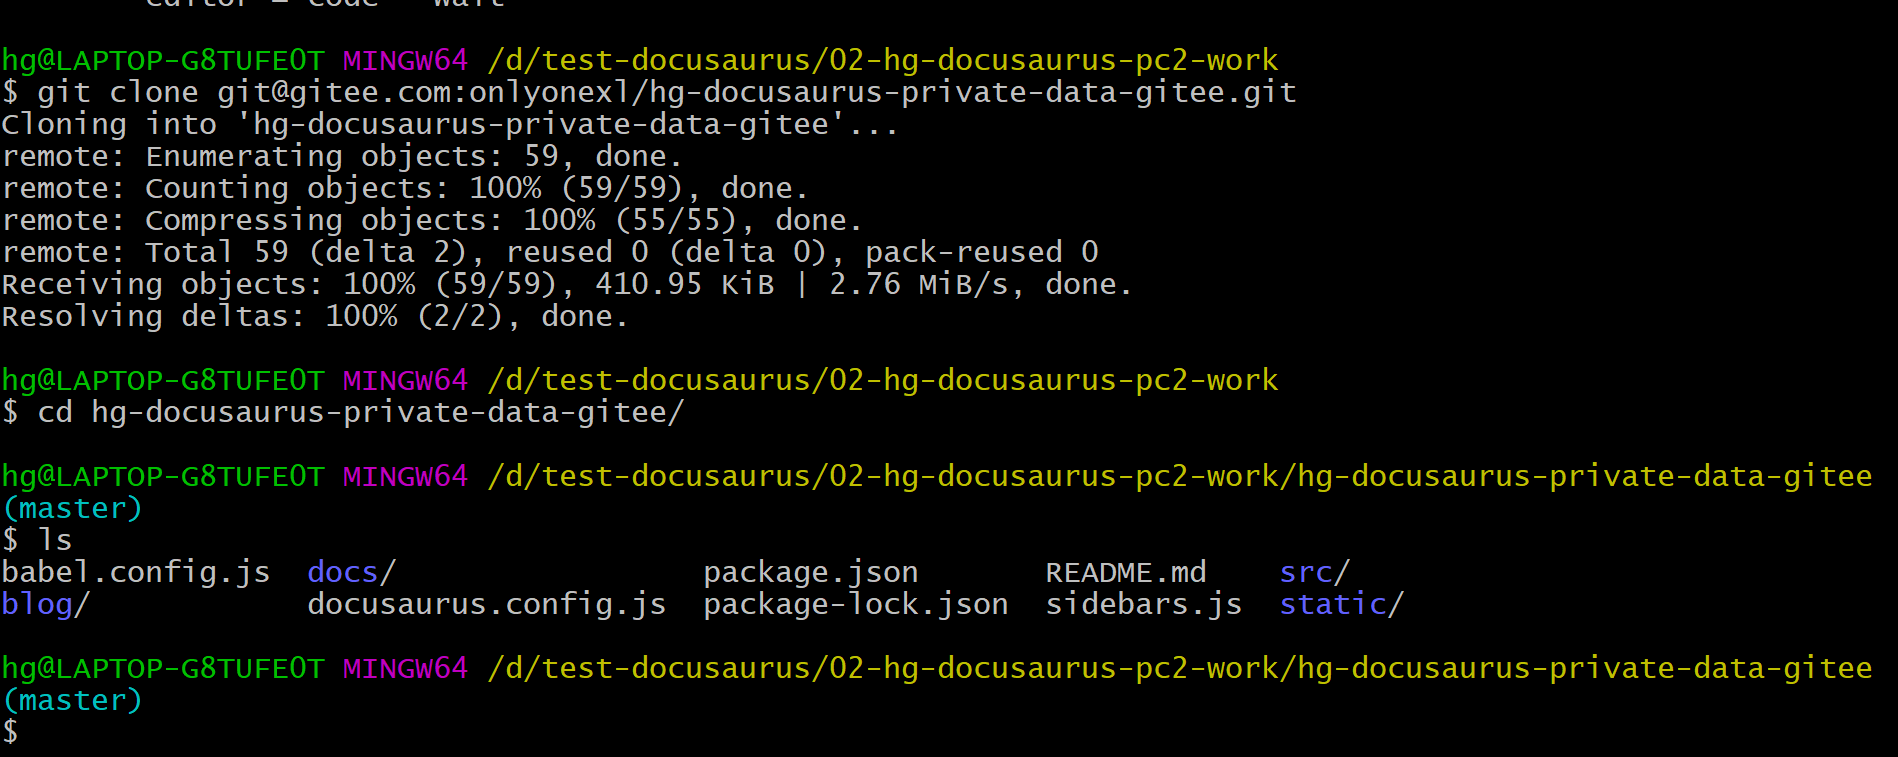 editor = code --wait
hg@LAPTOP-G8TUFE0T MINGW64 /d/test-docusaurus/02-hg-docusaurus-pc2-work
$ git clone git@gitee.com:onlyonexl/hg-docusaurus-private-data-gitee.git
Cloning into 'hg-docusaurus-private-data-gitee'...
remote: Enumerating objects: 59, done.
remote: Counting objects: 100% (59/59), done.
remote: Compressing objects: 100% (55/55), done.
remote: Total 59 (delta 2), reused 0 (delta 0), pack-reused 0
Receiving objects: 100% (59/59), 410.95 KiB | 2.76 MiB/s, done.
Resolving deltas: 100% (2/2), done.
hg@LAPTOP-G8TUFE0T MINGW64 /d/test-docusaurus/02-hg-docusaurus-pc2-work
$ cd hg-docusaurus-private-data-gitee/
hg@LAPTOP-G8TUFE0T MINGW64 /d/test-docusaurus/02-hg-docusaurus-pc2-work/hg-docusaurus-private-data-gitee
(master)
$ ls
babel.config.js  docs/                 package.json       README.md    src/
blog/            docusaurus.config.js  package-lock.json  sidebars.js  static/
hg@LAPTOP-G8TUFE0T MINGW64 /d/test-docusaurus/02-hg-docusaurus-pc2-work/hg-docusaurus-private-data-gitee
(master)
$